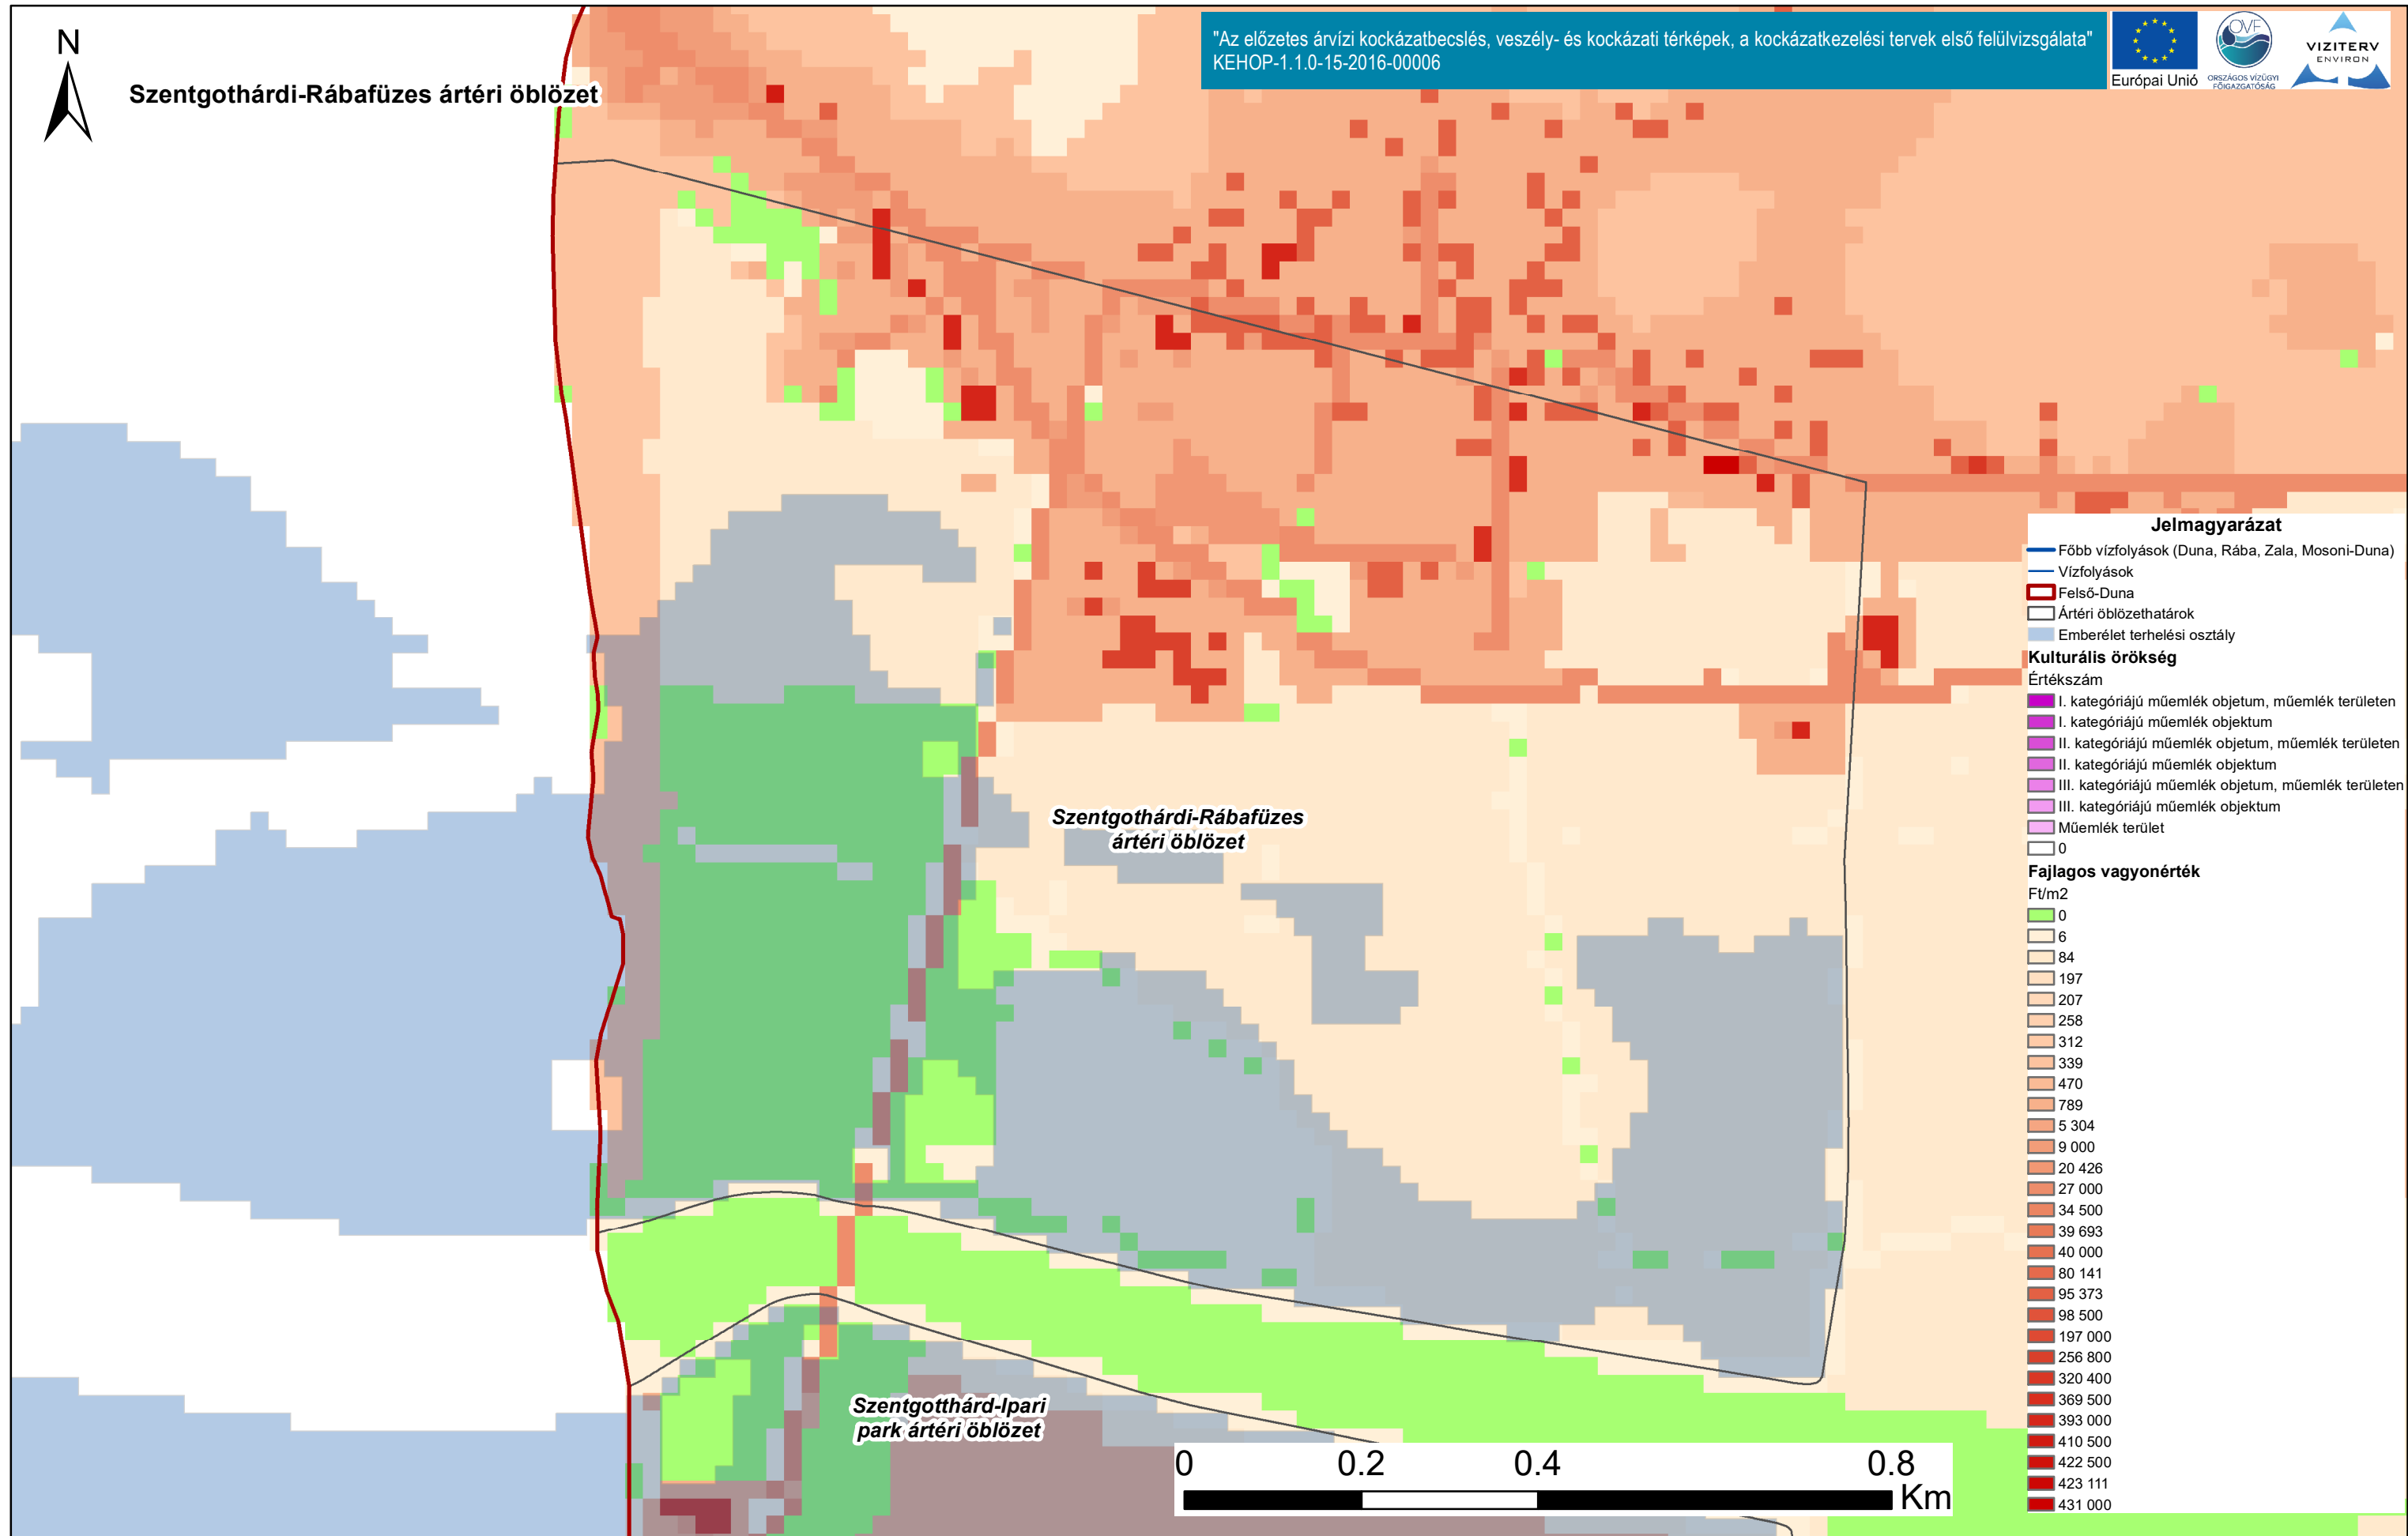 "Az előzetes árvízi kockázatbecslés, veszély- és kockázati térképek, a kockázatkezelési tervek első felülvizsgálata"
KEHOP-1.1.0-15-2016-00006
Európai Unió
OVF
ORSZÁGOS VÍZÜGYI
FŐIGAZGATÓSÁG
VIZITERV
ENVIRON
N
Szentgothárdi-Rábafüzes ártéri öblözet
Jelmagyarázat
Főbb vízfolyások (Duna, Rába, Zala, Mosoni-Duna)
Vízfolyások
Felső-Duna
Ártéri öblözethatárok
Emberélet terhelési osztály
Kulturális örökség
Értékszám
I. kategóriájú műemlék objetum, műemlék területen
I. kategóriájú műemlék objektum
II. kategóriájú műemlék objetum, műemlék területen
II. kategóriájú műemlék objektum
III. kategóriájú műemlék objetum, műemlék területen
III. kategóriájú műemlék objektum
Műemlék terület
0
Fajlagos vagyonérték
Ft/m2
0
6
84
197
207
258
312
339
470
789
5 304
9 000
20 426
27 000
34 500
39 693
40 000
80 141
95 373
98 500
197 000
256 800
320 400
369 500
393 000
410 500
422 500
423 111
431 000
Szentgothárdi-Rábafüzes
ártéri öblözet
Szentgotthárd-Ipari
park ártéri öblözet
0 0.2 0.4 0.8
Km